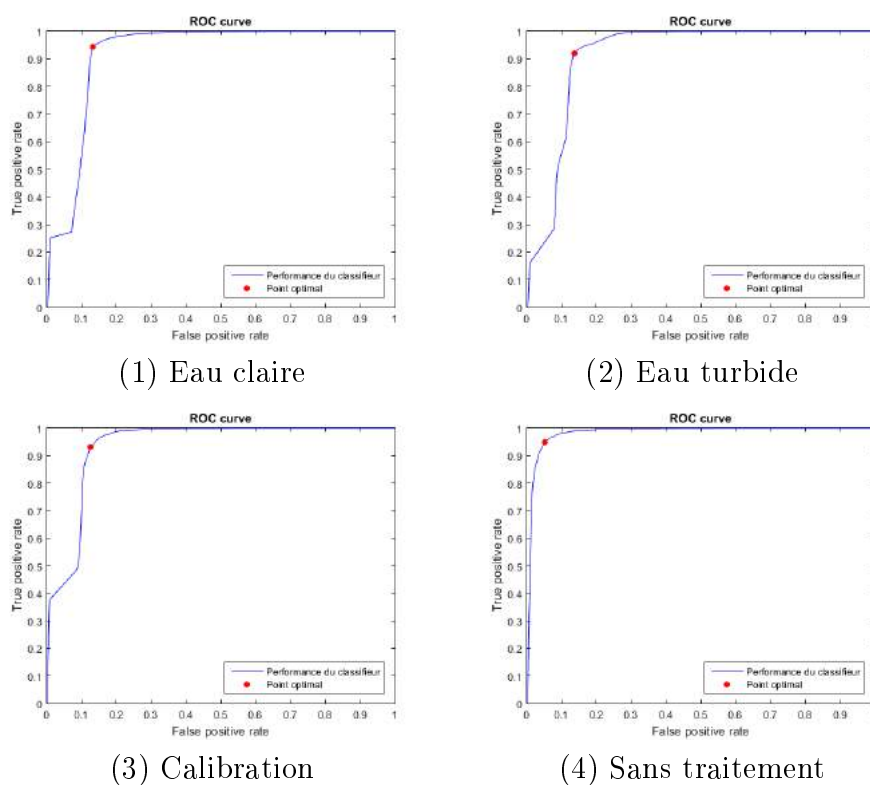 ROC curve
1
0.9
0.8
0.7
0.6
0.5
0.4
0.3
0.2
0.1
0
True positive rate
0 0.1 0.2 0.3 0.4 0.5 0.6 0.7 0.8 0.9 1
False positive rate
Performance du classifieur
Point optimal
(1) Eau claire
ROC curve
1
0.9
0.8
0.7
0.6
0.5
0.4
0.3
0.2
0.1
0
True positive rate
0 0.1 0.2 0.3 0.4 0.5 0.6 0.7 0.8 0.9
False positive rate
Performance du classifieur
Point optimal
(2) Eau turbide
ROC curve
1
0.9
0.8
0.7
0.6
0.5
0.4
0.3
0.2
0.1
0
True positive rate
0 0.1 0.2 0.3 0.4 0.5 0.6 0.7 0.8 0.9 1
False positive rate
Performance du classifieur
Point optimal
(3) Calibration
ROC curve
1
0.9
0.8
0.7
0.6
0.5
0.4
0.3
0.2
0.1
0
True positive rate
0 0.1 0.2 0.3 0.4 0.5 0.6 0.7 0.8 0.9
False positive rate
Performance du classifieur
Point optimal
(4) Sans traitement